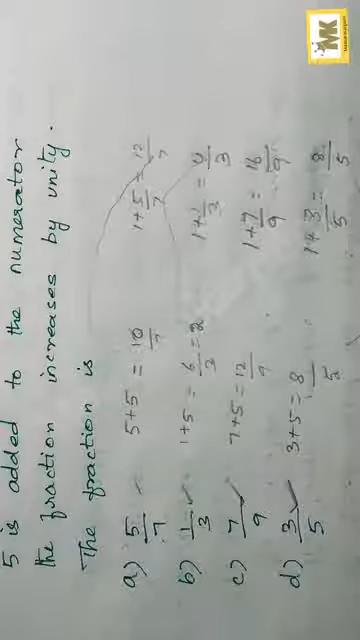 5 is added to the numerator
the fraction increases by unity.
The fraction is
a) 5/7 5+5 = 10/7 1+5/7 = 12/7
b) 1/3 1+5 = 6/3 = 2 1+1/3 = 4/3
c) 7/9 7+5 = 12/9 1+7/9 = 16/9
d) 3/5 3+5 = 8/5 1+3/5 = 8/5
MK